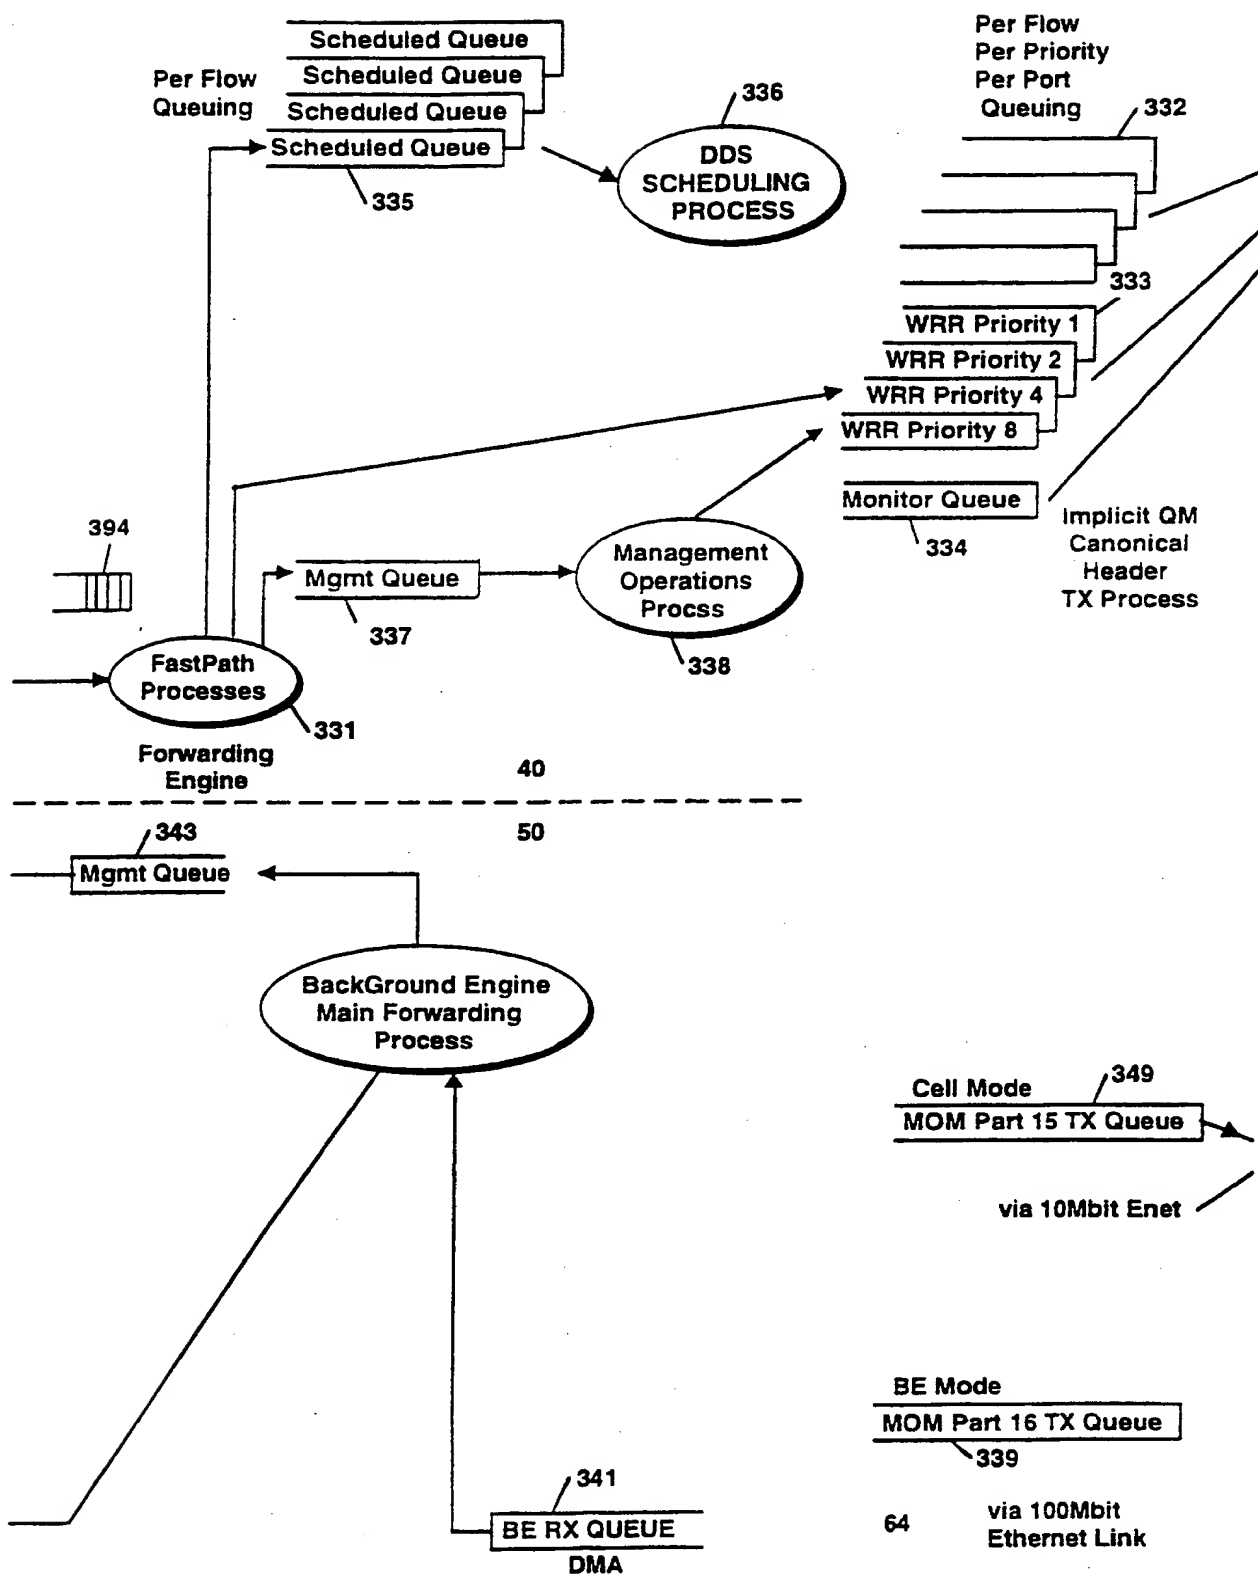 Per Flow
Queuing
Scheduled Queue
Scheduled Queue
Scheduled Queue
Scheduled Queue
335
336
DDS
SCHEDULING
PROCESS
Per Flow
Per Priority
Per Port
Queuing
332
333
WRR Priority 1
WRR Priority 2
WRR Priority 4
WRR Priority 8
Monitor Queue
334
Implicit QM
Canonical
Header
TX Process
394
Mgmt Queue
337
Management
Operations
Procss
338
FastPath
Processes
331
Forwarding
Engine
40
50
343
Mgmt Queue
BackGround Engine
Main Forwarding
Process
Cell Mode
349
MOM Part 15 TX Queue
via 10Mbit Enet
BE Mode
MOM Part 16 TX Queue
339
341
BE RX QUEUE
DMA
64
via 100Mbit
Ethernet Link